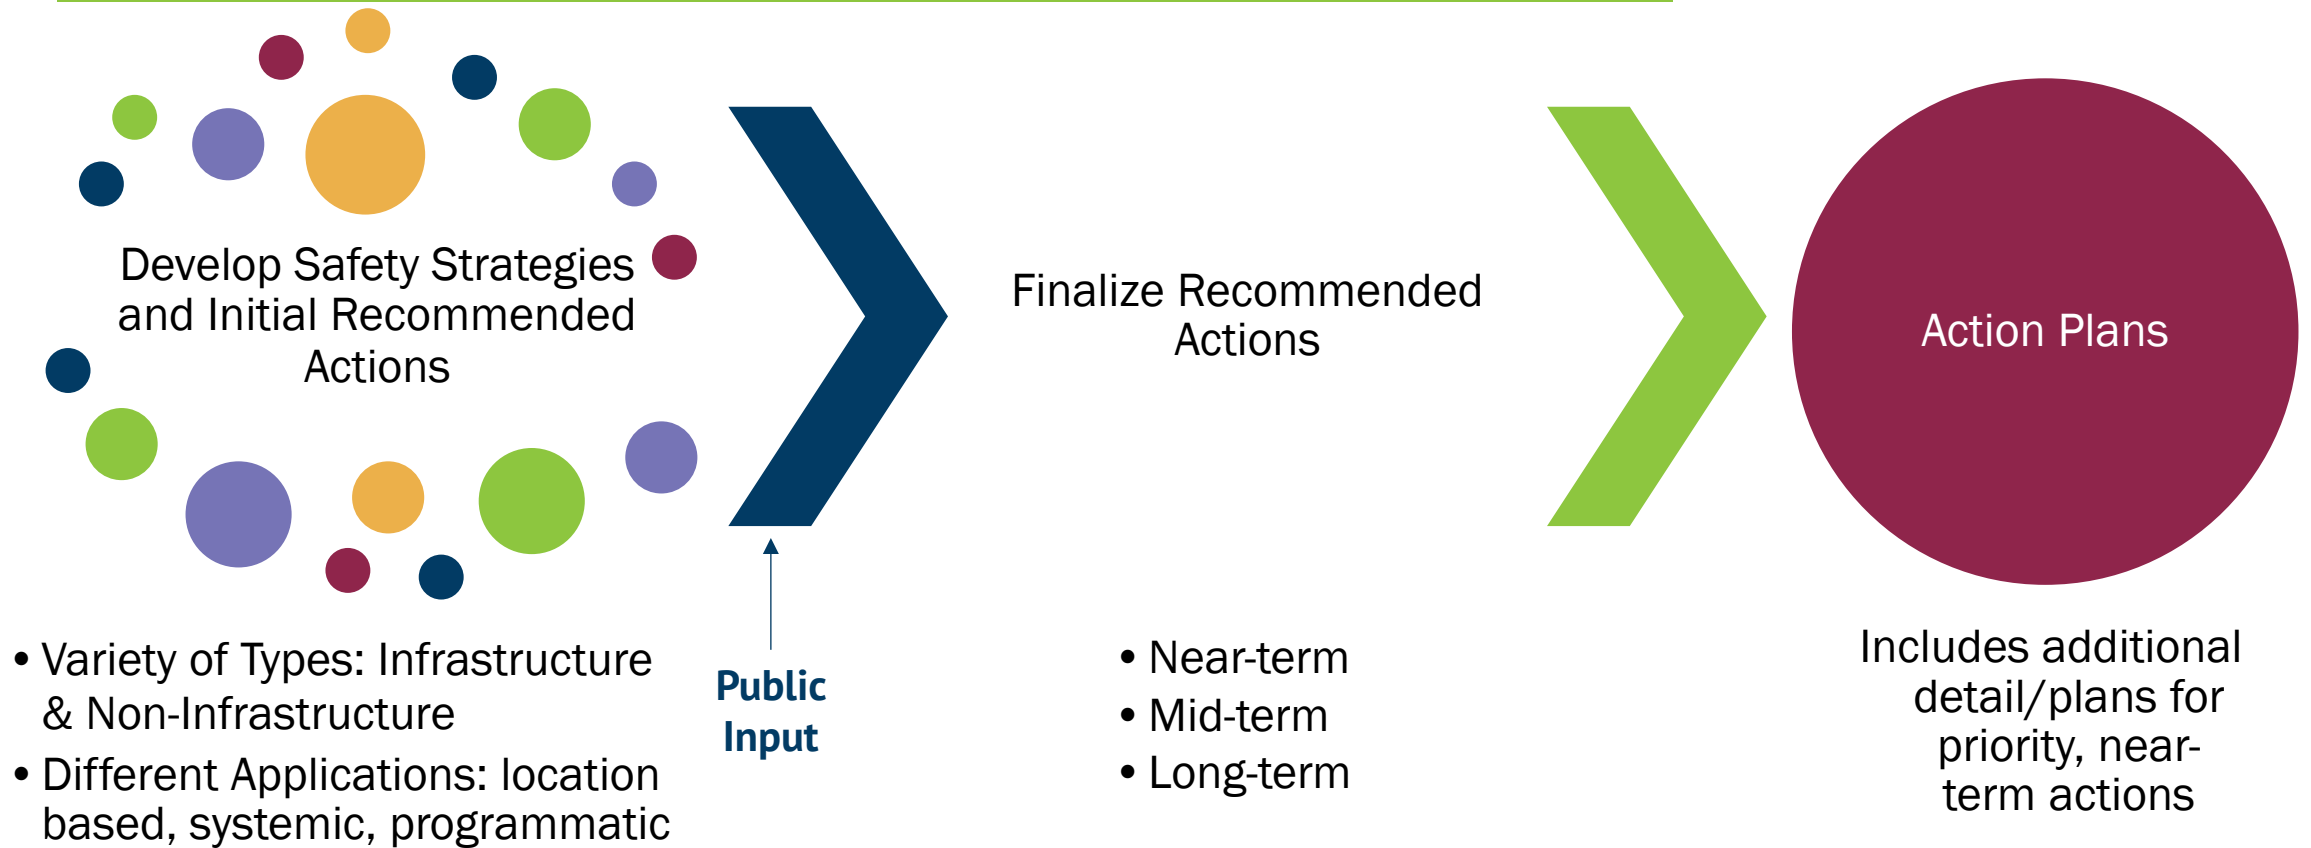 Develop Safety Strategies
and Initial Recommended
Actions
• Variety of Types: Infrastructure
& Non-Infrastructure
• Different Applications: location
based, systemic, programmatic
Public
Input
Finalize Recommended
Actions
• Near-term
• Mid-term
• Long-term
Action Plans
Includes additional
detail/plans for
priority, near-
term actions